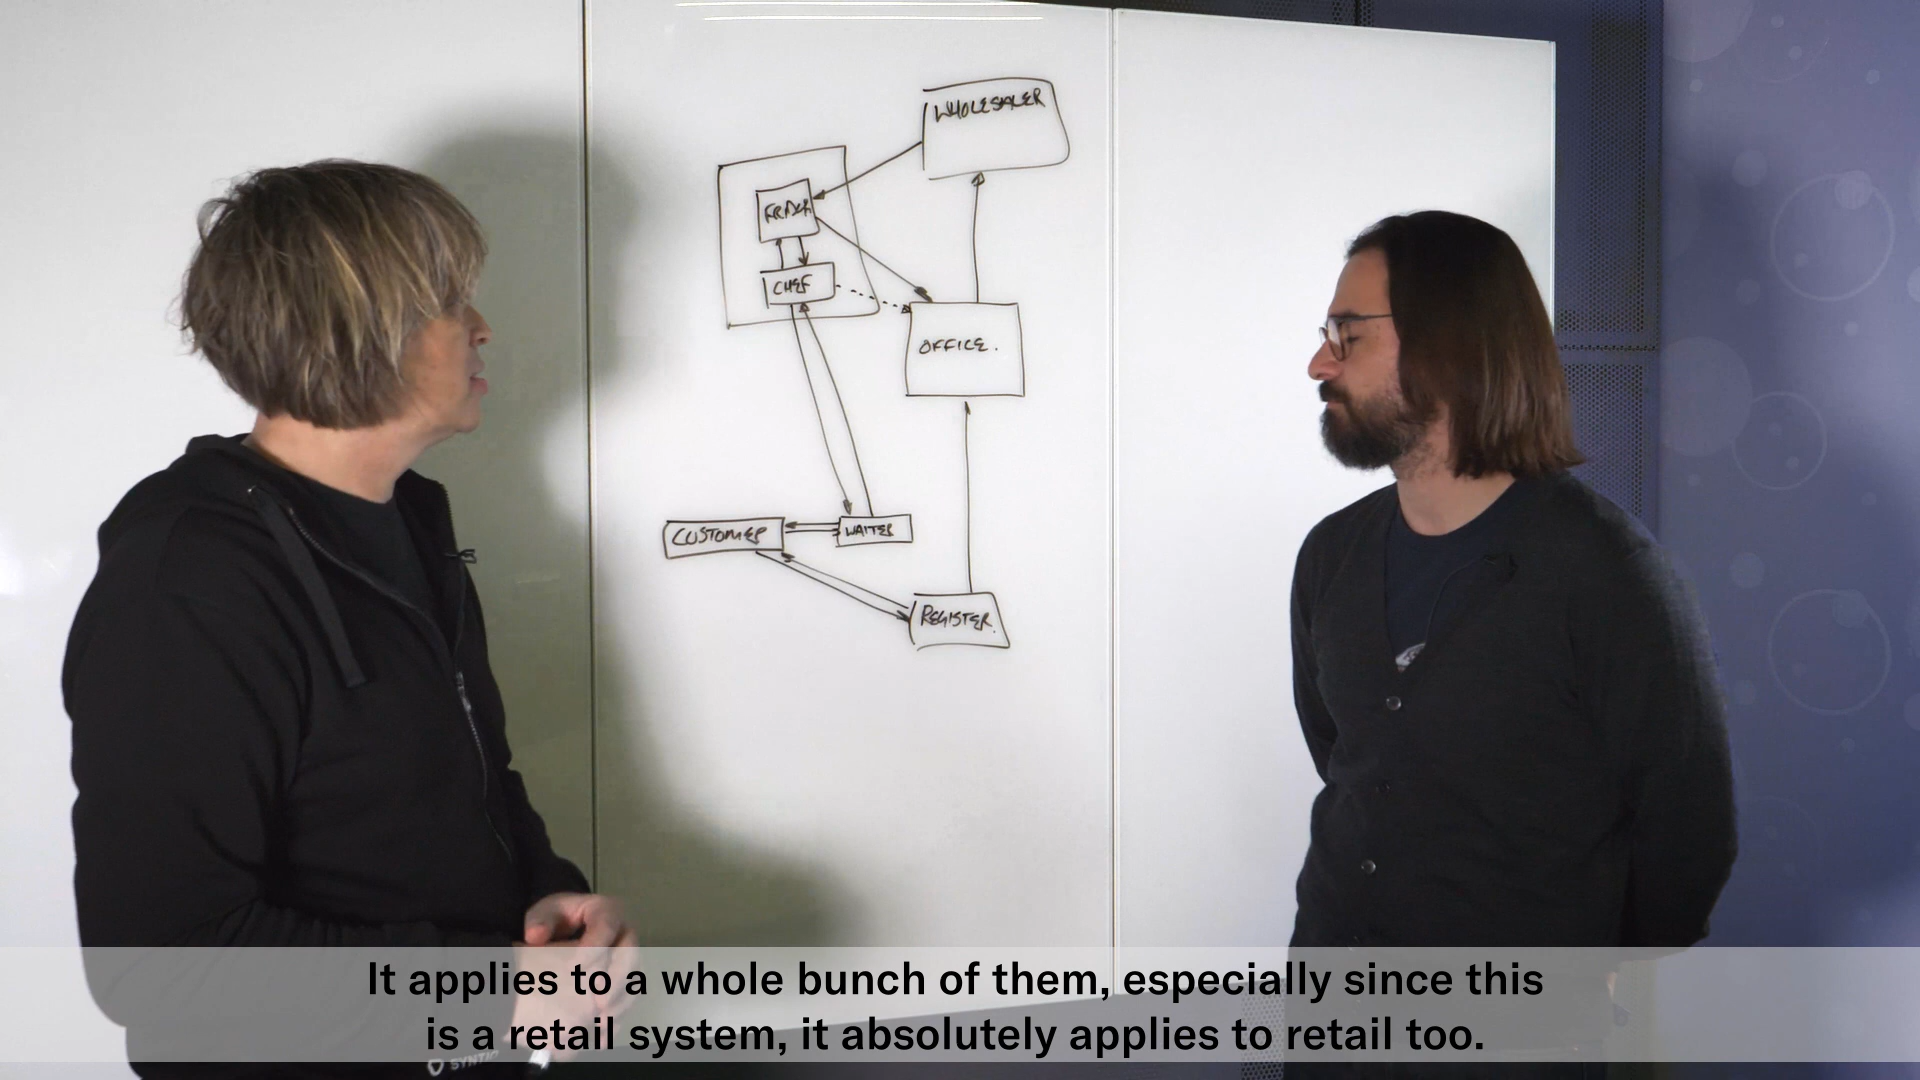 WHOLESALER
CHEF
OFFICE.
CUSTOMER
WAITER
REGISTER.
It applies to a whole bunch of them, especially since this
is a retail system, it absolutely applies to retail too.